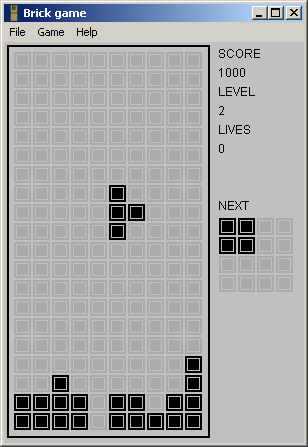 Brick game
File Game Help
SCORE
1000
LEVEL
2
LIVES
0
NEXT